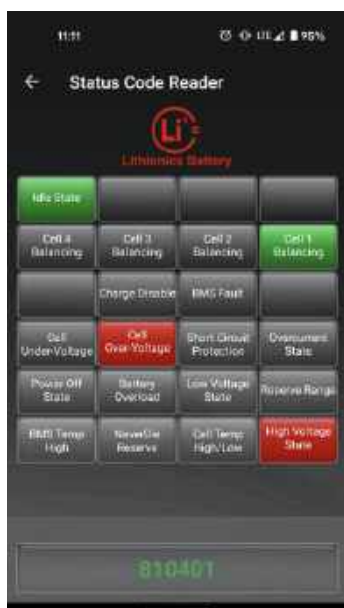 11:11
LTE 95%
Status Code Reader
Li
Lithionics Battery
Idle State
Cell 4 Balancing
Cell 3 Balancing
Cell 2 Balancing
Cell 1 Balancing
Charge Disable
BMS Fault
Cell Under-Voltage
Cell Over-Voltage
Short Circuit Protection
Overcurrent State
Power Off State
Battery Overload
Low Voltage State
Reserve Range
BMS Temp High
NeverDie Reserve
Cell Temp High/Low
High Voltage State
810401